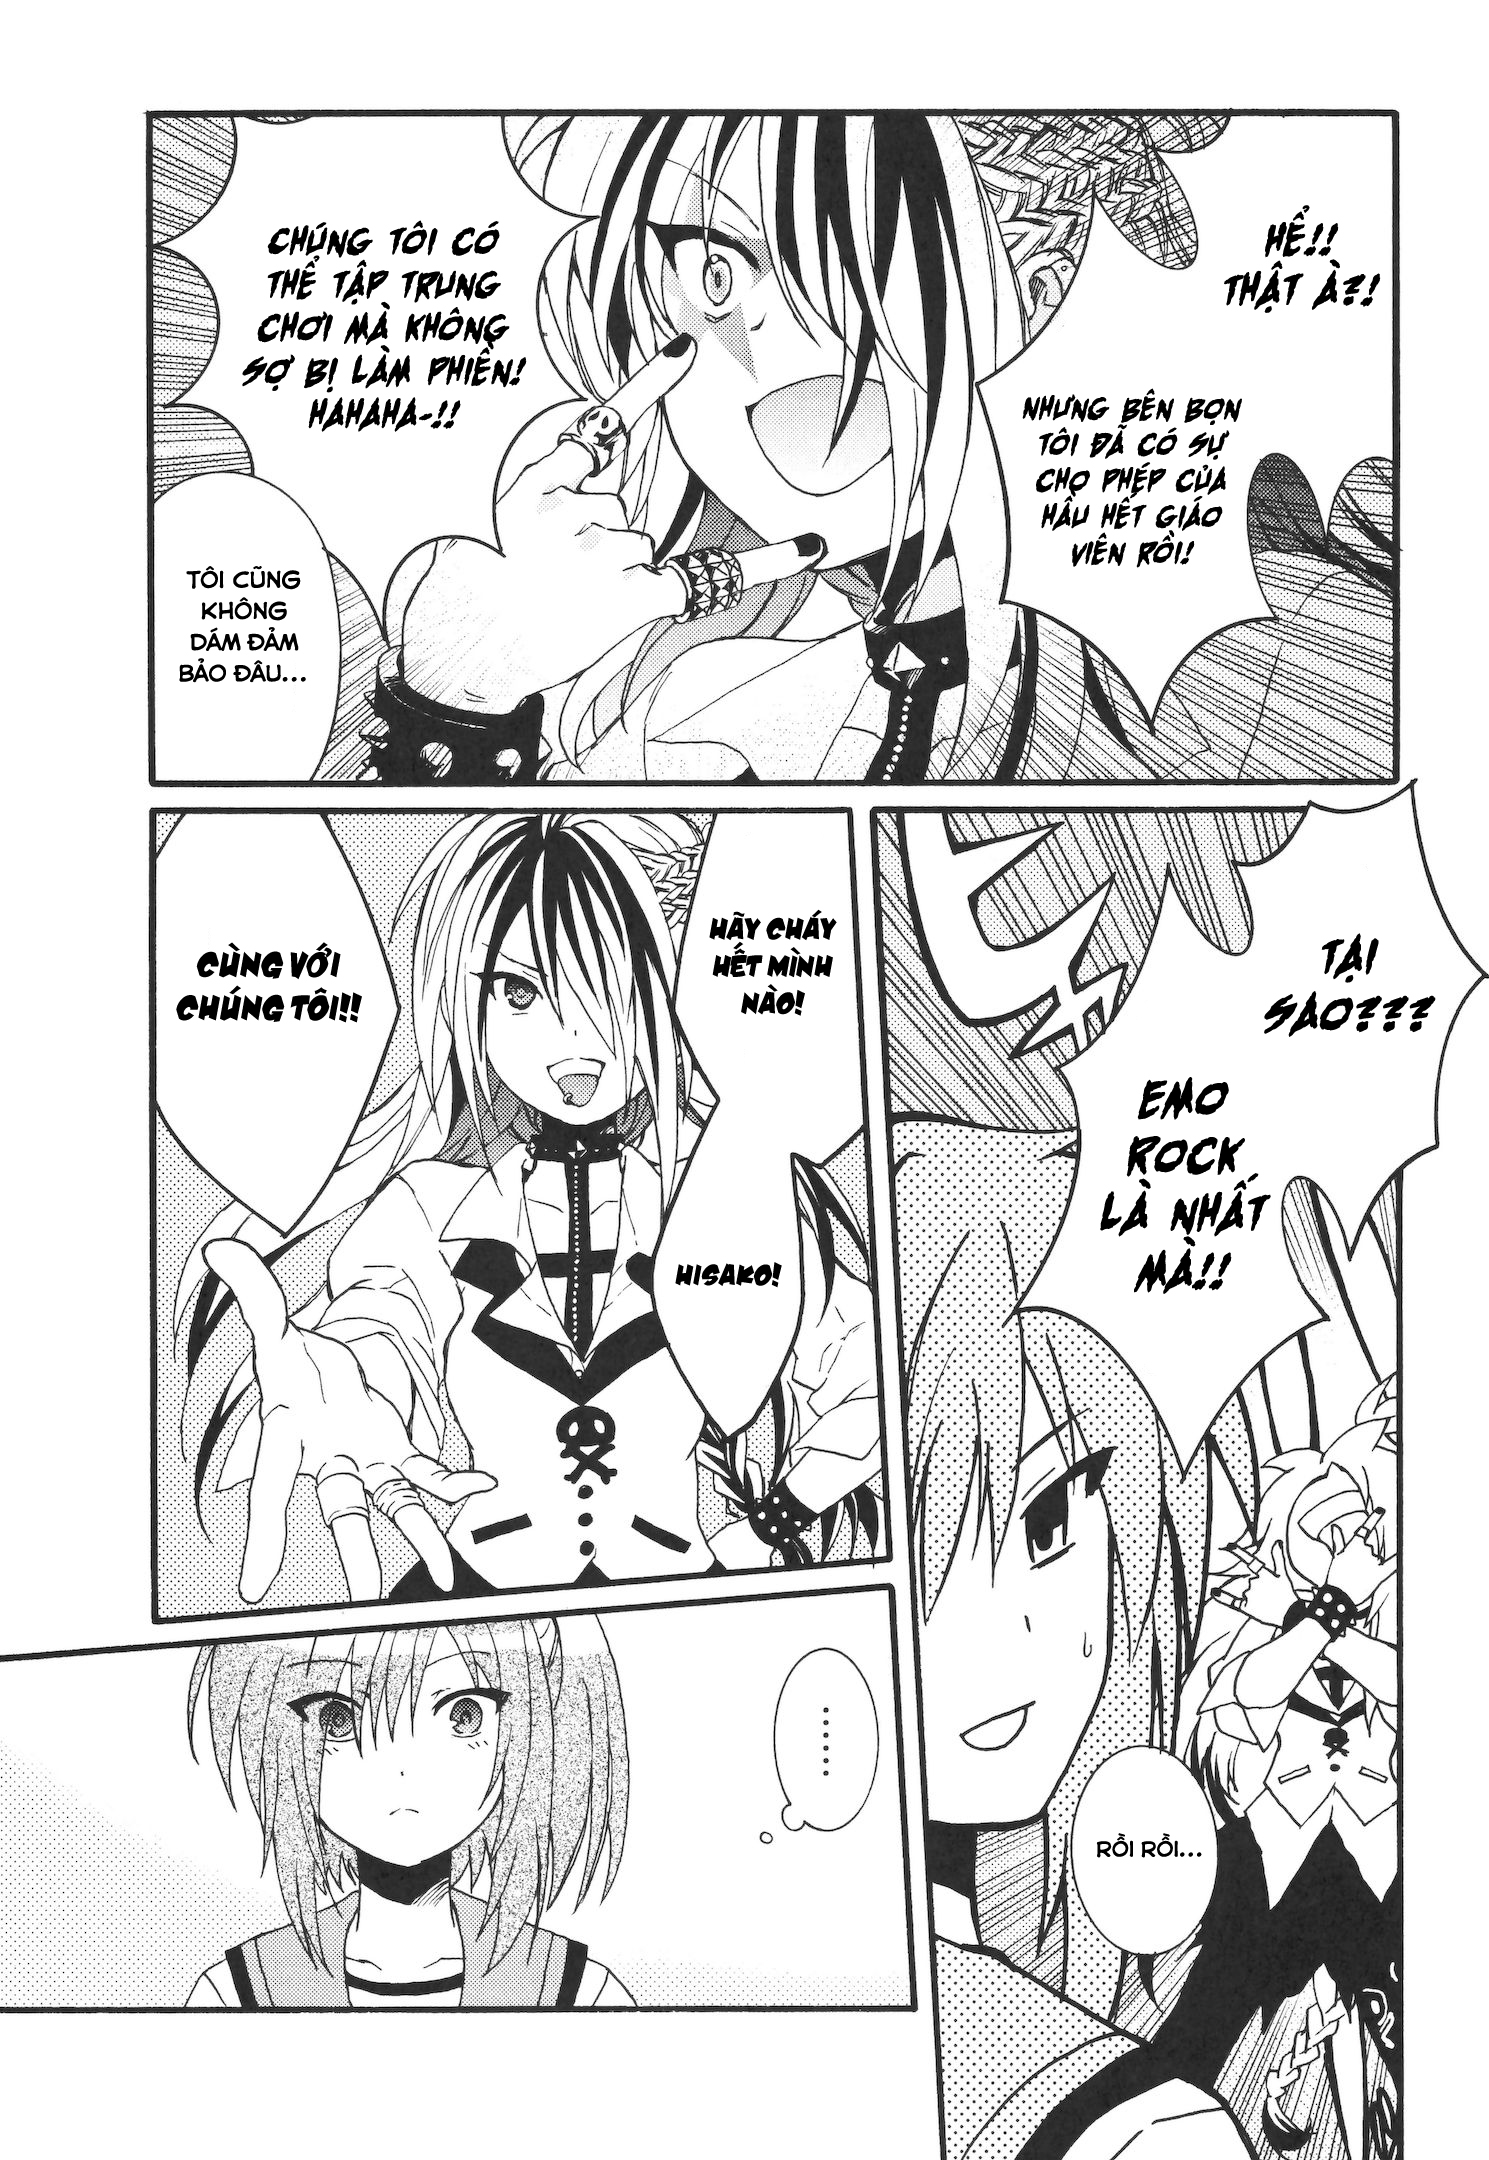 HỂ!!
THẬT À?!
NHƯNG BÊN BỌN
TÔI ĐÃ CÓ SỰ
CHO PHÉP CỦA
HẦU HẾT GIÁO
VIÊN RỒI!
CHÚNG TÔI CÓ
THỂ TẬP TRUNG
CHƠI MÀ KHÔNG
SỢ BỊ LÀM PHIỀN!
HAHAHA-!!
TÔI CŨNG
KHÔNG
DÁM ĐẢM
BẢO ĐÂU...
TẠI
SAO???
EMO
ROCK
LÀ NHẤT
MÀ!!
RỒI RỒI...
HÃY CHÁY
HẾT MÌNH
NÀO!
HISAKO!
CÙNG VỚI
CHÚNG TÔI!!
.......